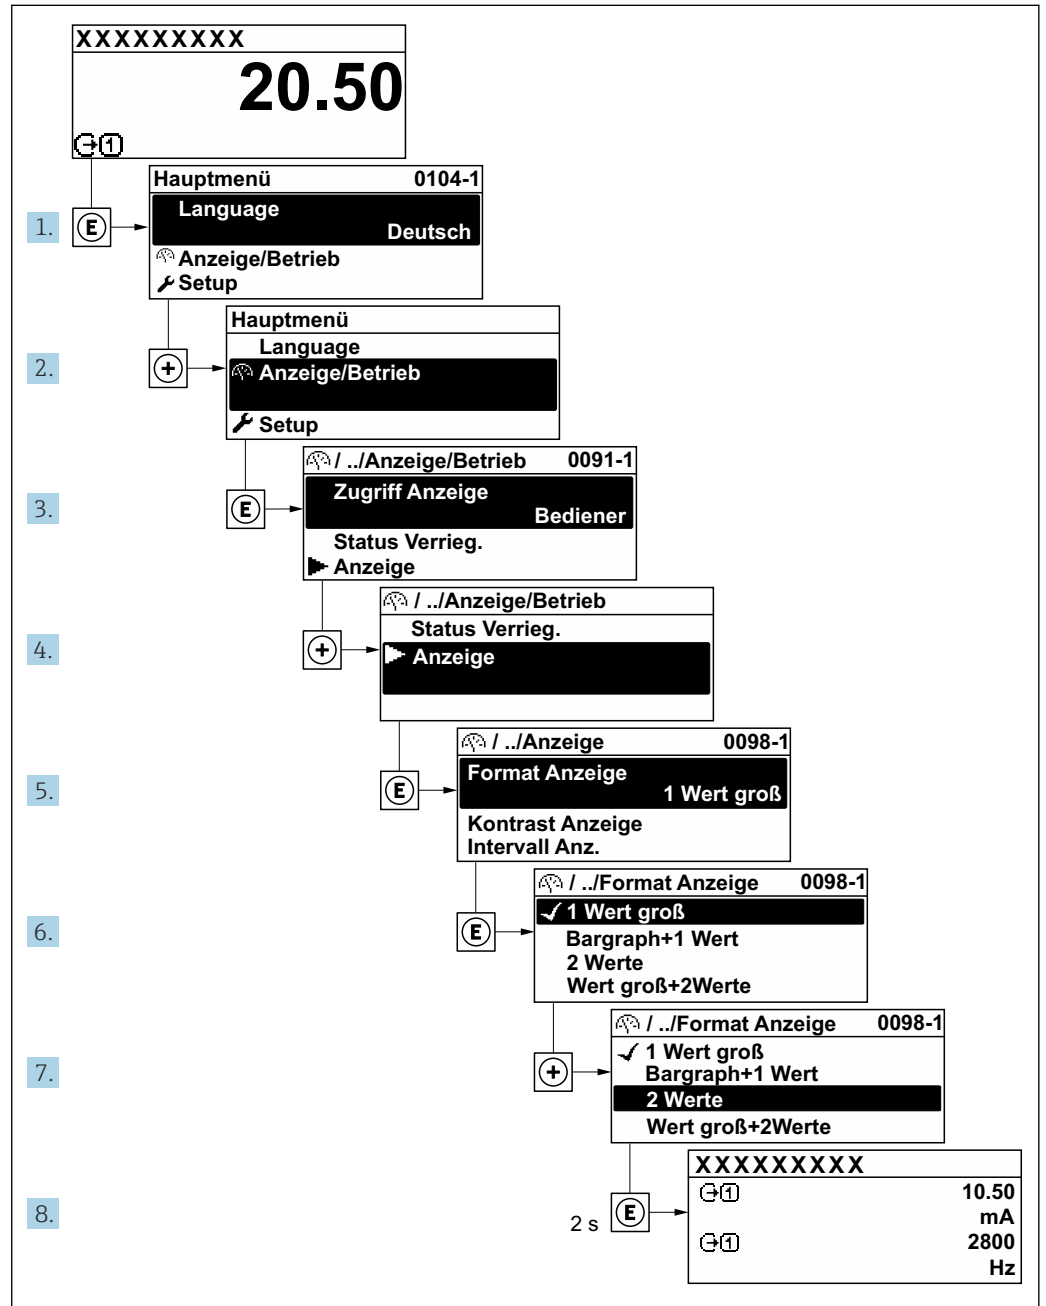 XXXXXXXXX
20.50
1
Hauptmenü 0104-1
1. E Language
Deutsch
Anzeige/Betrieb
Setup
Hauptmenü
Language
2. + Anzeige/Betrieb
Setup
/ ../Anzeige/Betrieb 0091-1
3. E Zugriff Anzeige
Bediener
Status Verrieg.
Anzeige
/ ../Anzeige/Betrieb
Status Verrieg.
4. + Anzeige
/ ../Anzeige 0098-1
5. E Format Anzeige
1 Wert groß
Kontrast Anzeige
Intervall Anz.
/ ../Format Anzeige 0098-1
✓ 1 Wert groß
6. E Bargraph+1 Wert
2 Werte
Wert groß+2Werte
/ ../Format Anzeige 0098-1
✓ 1 Wert groß
7. + Bargraph+1 Wert
2 Werte
Wert groß+2Werte
XXXXXXXXX
1 10.50
8. 2 s E mA
1 2800
Hz